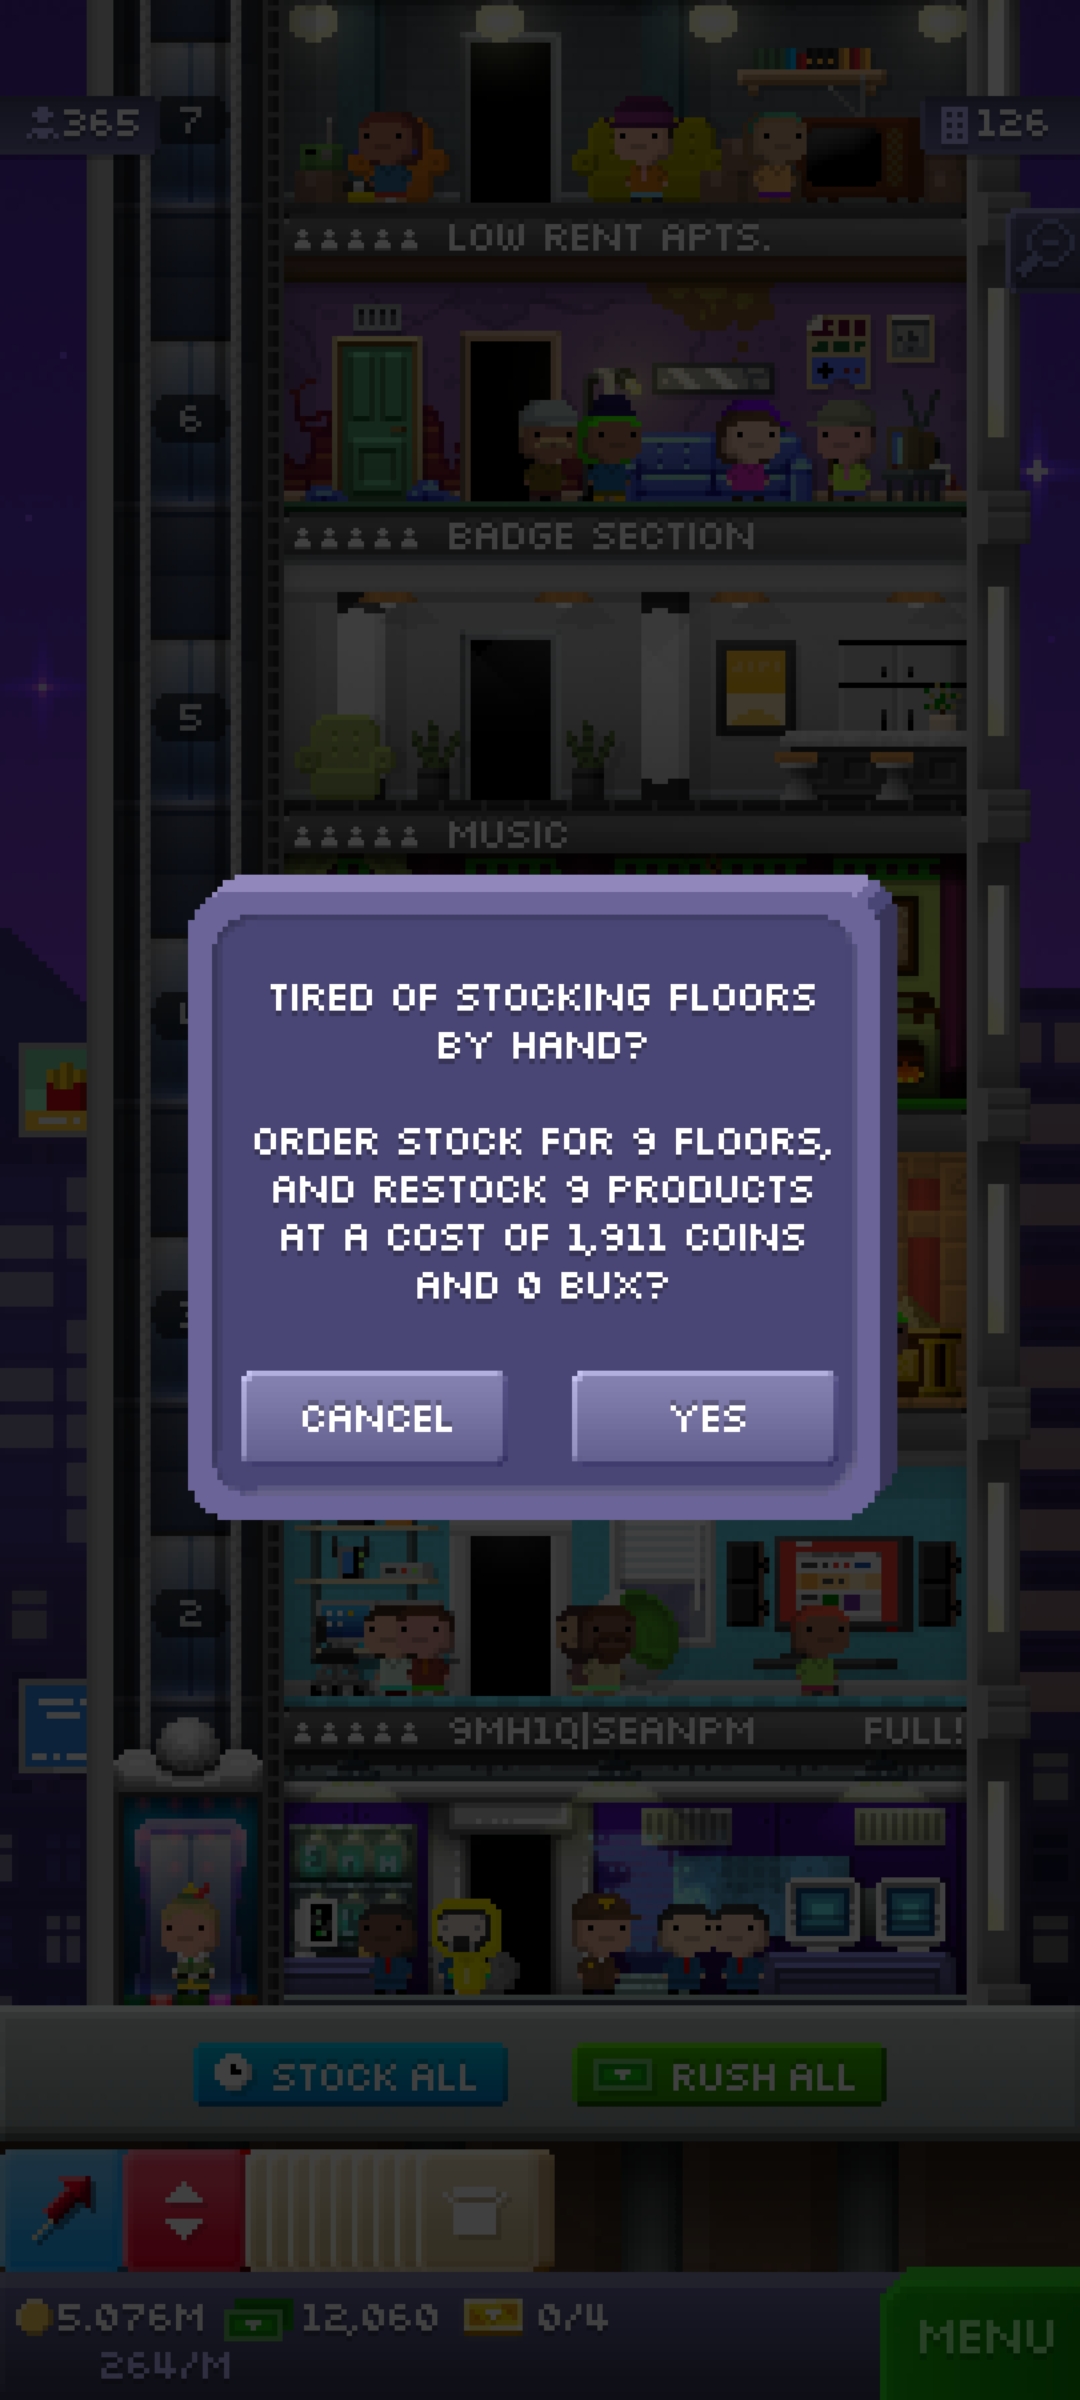 365
7
126
LOW RENT APTS.
6
BADGE SECTION
5
MUSIC
TIRED OF STOCKING FLOORS
BY HAND?
ORDER STOCK FOR 9 FLOORS,
AND RESTOCK 9 PRODUCTS
AT A COST OF 1,911 COINS
AND 0 BUX?
CANCEL
YES
2
9MH1Q|SEANPM
FULL!
STOCK ALL
RUSH ALL
5.076M
12,060
0/4
264/M
MENU